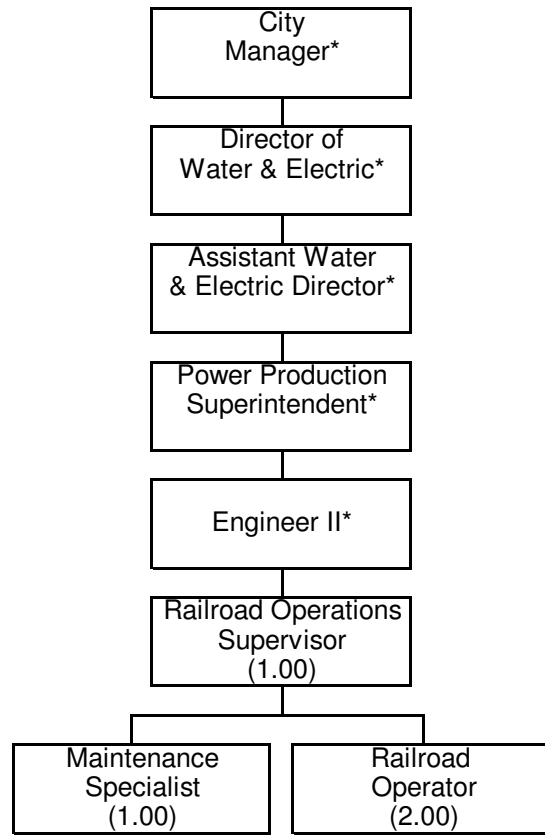 City
Manager*
Director of
Water & Electric*
Assistant Water
& Electric Director*
Power Production
Superintendent*
Engineer II*
Railroad Operations
Supervisor
(1.00)
Maintenance
Specialist
(1.00)
Railroad
Operator
(2.00)